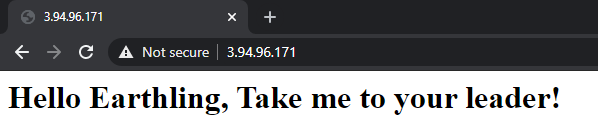 3.94.96.171
Not secure | 3.94.96.171
Hello Earthling, Take me to your leader!